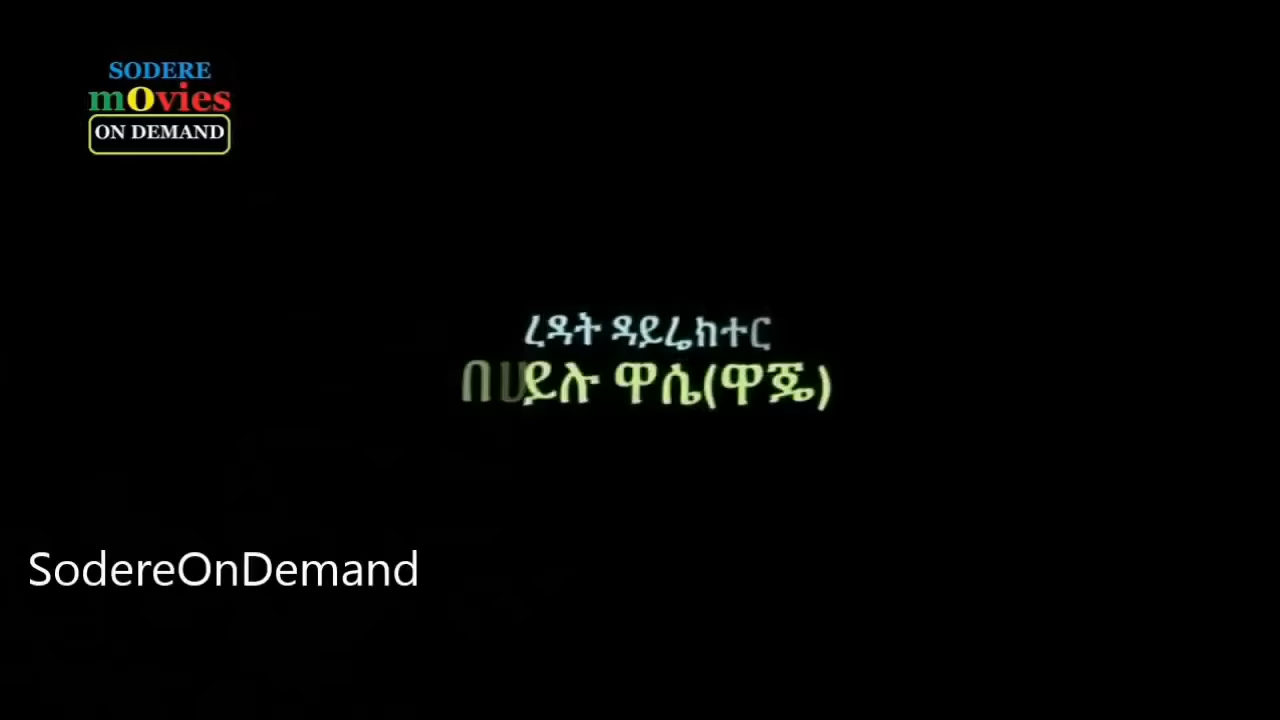 SODERE
mOvies
ON DEMAND
ረዳት ዳይሬክተር
በሀይሉ ዋሴ(ዋጄ)
SodereOnDemand